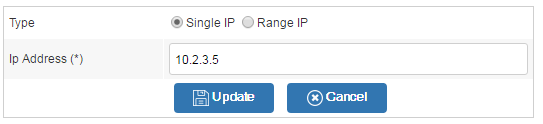 Type Single IP Range IP
Ip Address (*) 10.2.3.5
Update Cancel